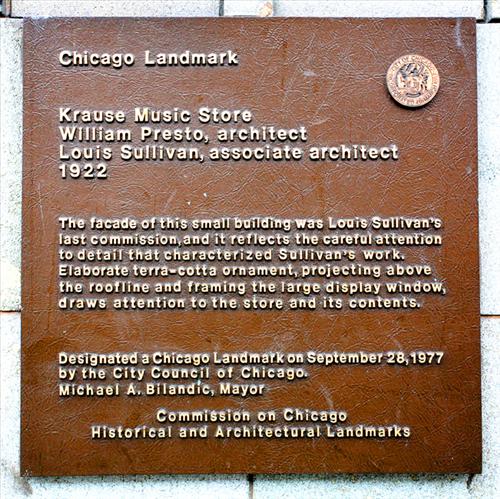 Chicago Landmark
Krause Music Store
William Presto, architect
Louis Sullivan, associate architect
1922
The facade of this small building was Louis Sullivan's
last commission, and it reflects the careful attention
to detail that characterized Sullivan's work.
Elaborate terra-cotta ornament, projecting above
the roofline and framing the large display window,
draws attention to the store and its contents.
Designated a Chicago Landmark on September 28, 1977
by the City Council of Chicago.
Michael A. Bilandic, Mayor
Commission on Chicago
Historical and Architectural Landmarks